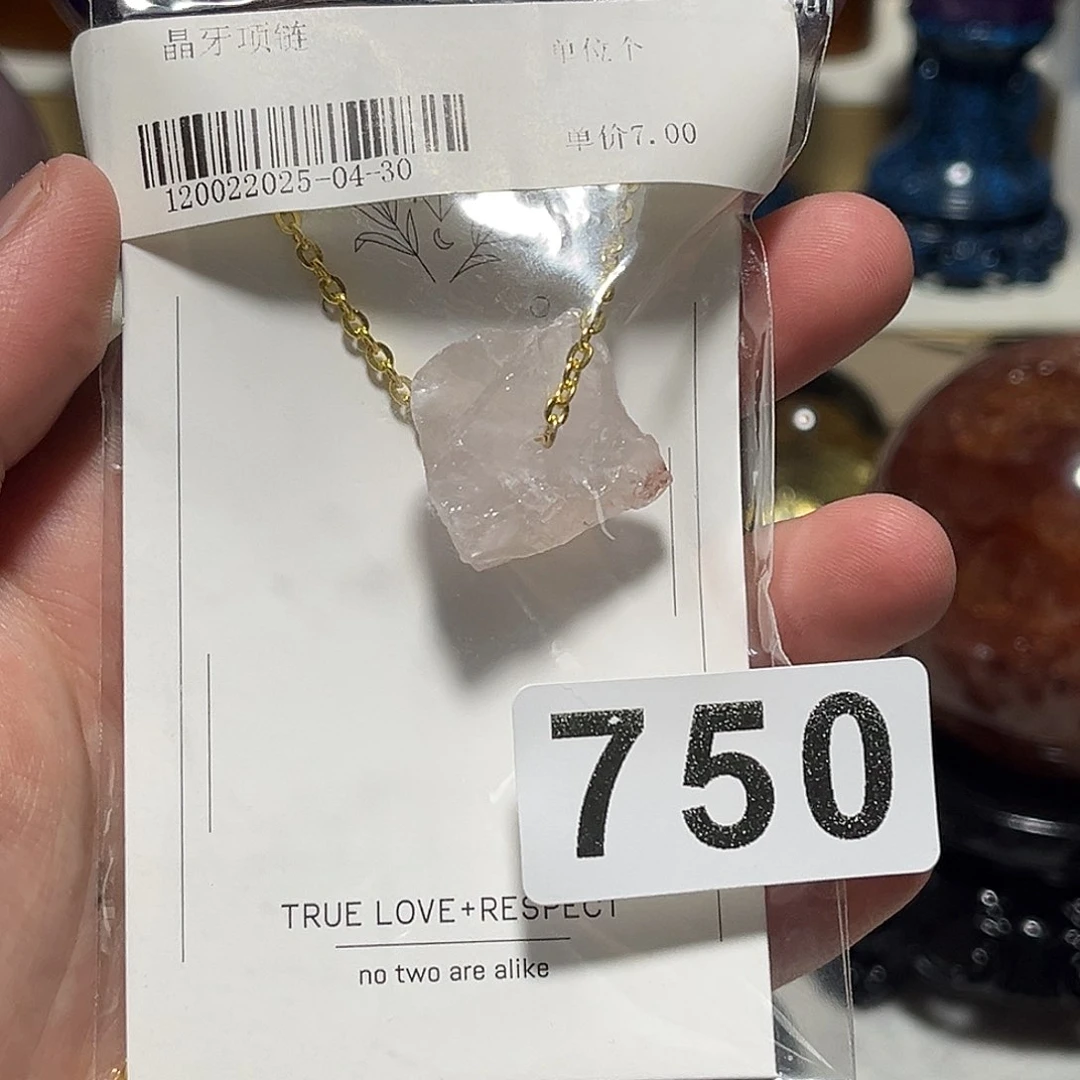 晶牙项链
单位个
单价7.00
120022025-04-30
750
TRUE LOVE+RESPECT
no two are alike